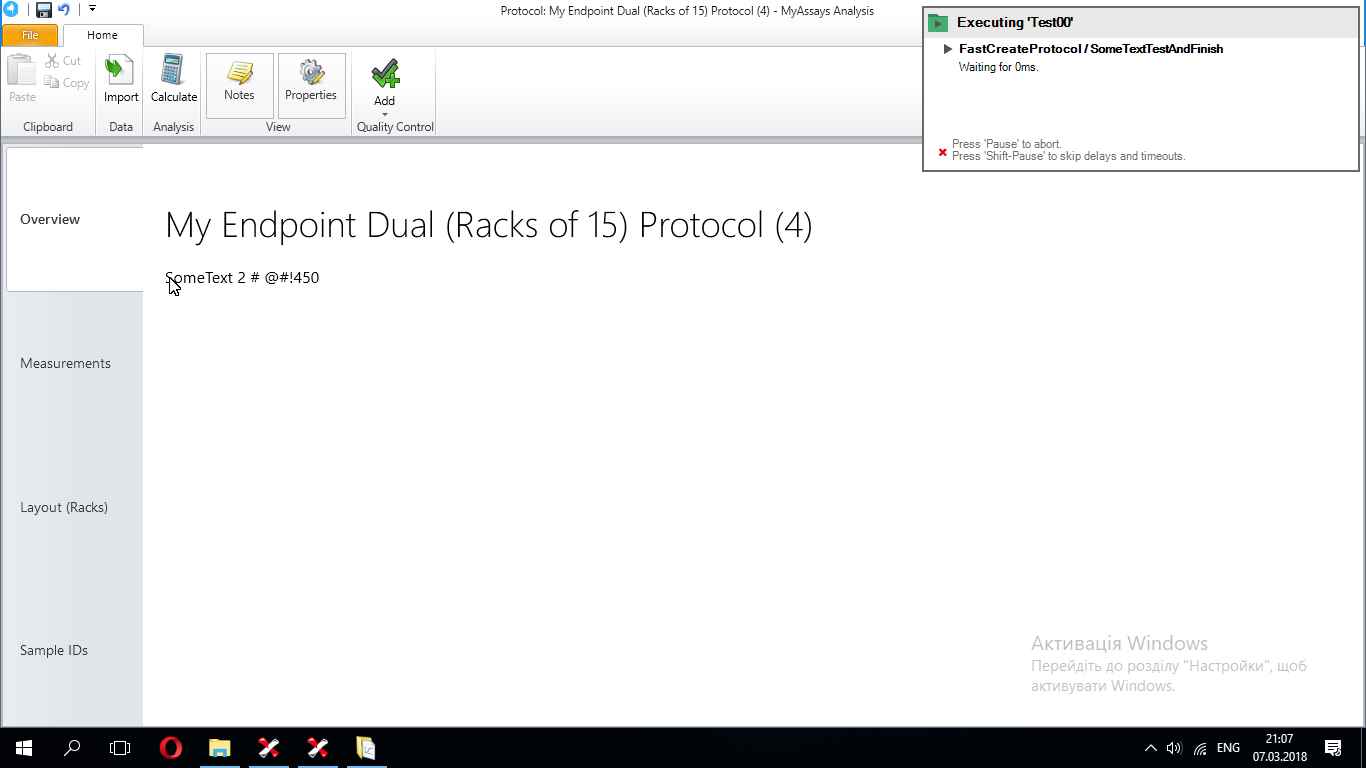 Protocol: My Endpoint Dual (Racks of 15) Protocol (4) - MyAssays Analysis
File
Home
Paste
Cut
Copy
Clipboard
Import
Data
Calculate
Analysis
Notes
Properties
View
Add
Quality Control
Executing 'Test00'
FastCreateProtocol / SomeTextTestAndFinish
Waiting for 0ms.
Press 'Pause' to abort.
Press 'Shift-Pause' to skip delays and timeouts.
Overview
Measurements
Layout (Racks)
Sample IDs
My Endpoint Dual (Racks of 15) Protocol (4)
SomeText 2 # @#!450
Активація Windows
Перейдіть до розділу "Настройки", щоб
активувати Windows.
ENG
21:07
07.03.2018